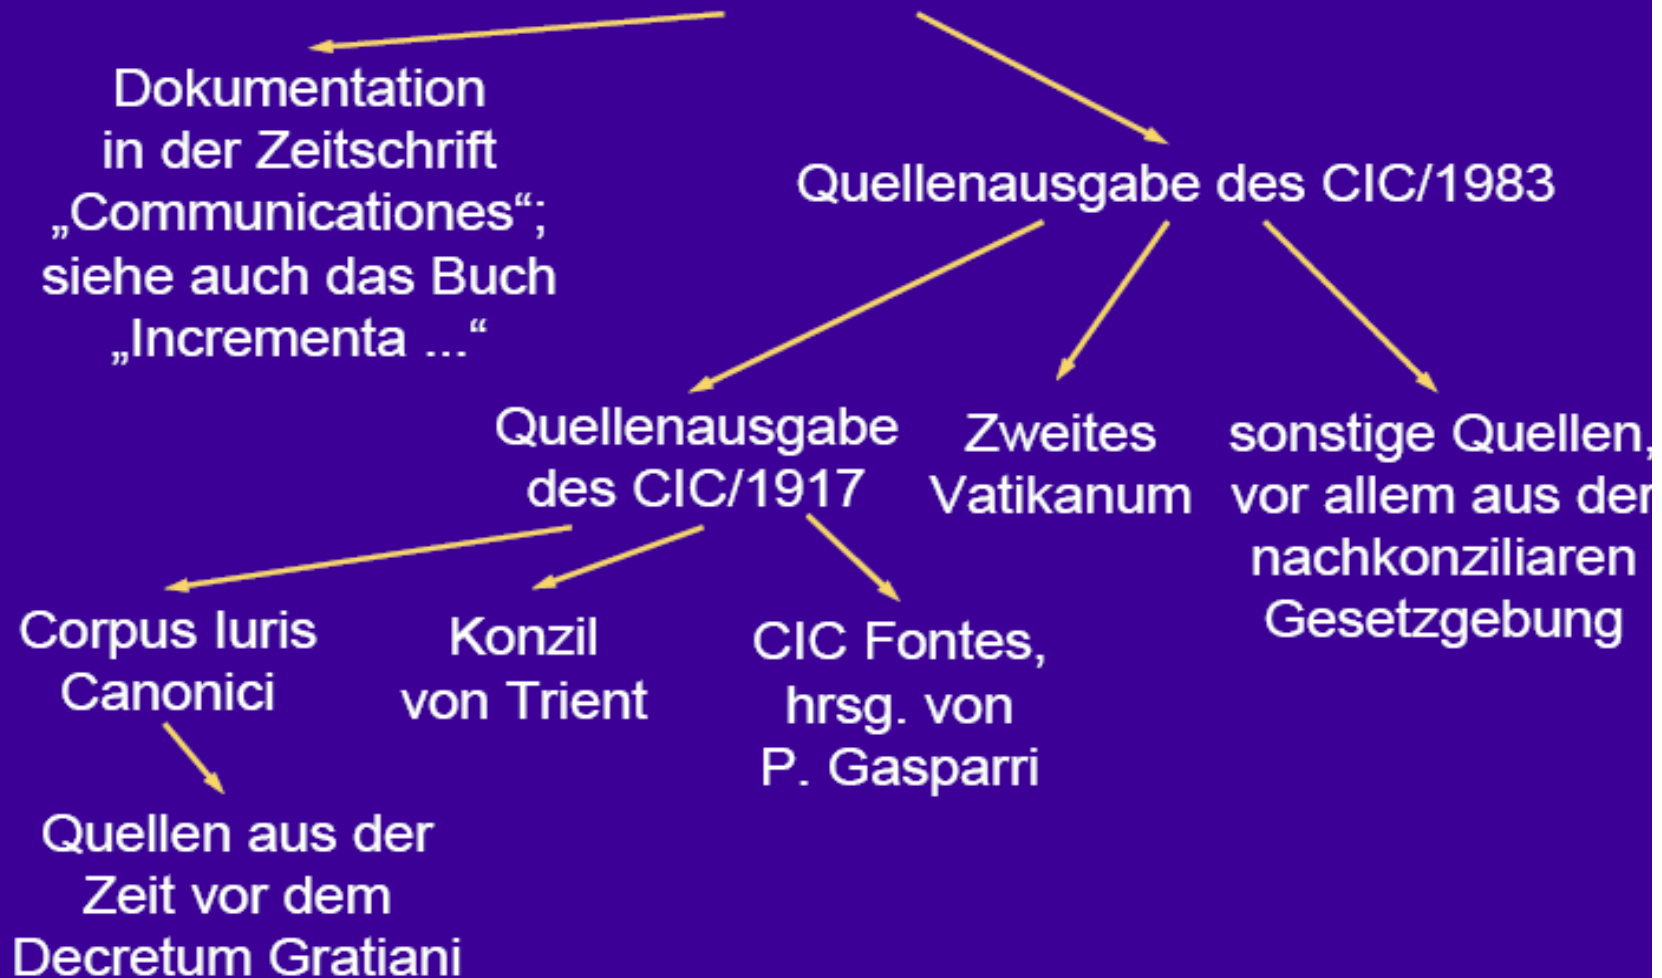 Dokumentation
in der Zeitschrift
„Communicationes“;
siehe auch das Buch
„Incrementa ...“
Quellenausgabe des CIC/1983
Quellenausgabe
des CIC/1917
Zweites
Vatikanum
sonstige Quellen,
vor allem aus der
nachkonziliaren
Gesetzgebung
Corpus Iuris
Canonici
Konzil
von Trient
CIC Fontes,
hrsg. von
P. Gasparri
Quellen aus der
Zeit vor dem
Decretum Gratiani